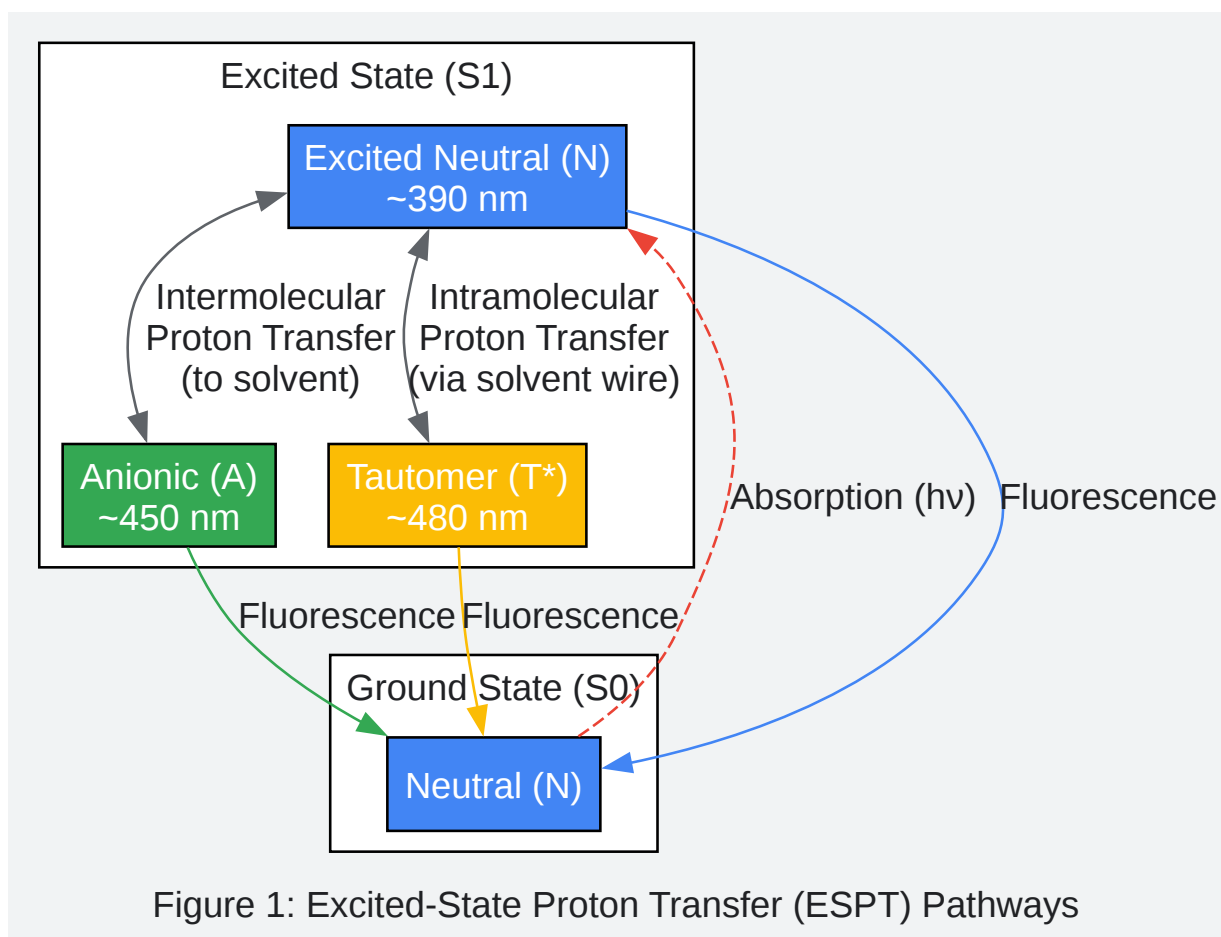 Excited State (S1)
Excited Neutral (N)
~390 nm
Intermolecular
Proton Transfer
(to solvent)
Intramolecular
Proton Transfer
(via solvent wire)
Anionic (A)
~450 nm
Tautomer (T*)
~480 nm
Absorption (hν)
Fluorescence
Fluorescence
Fluorescence
Ground State (S0)
Neutral (N)
Figure 1: Excited-State Proton Transfer (ESPT) Pathways